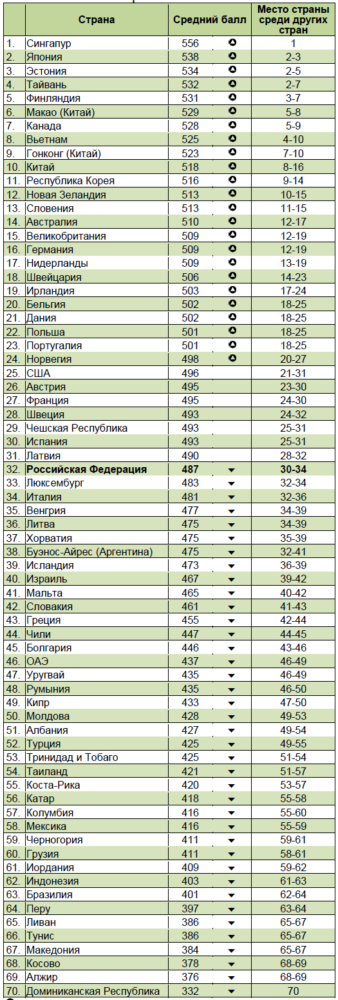 Страна Средний балл Место страны среди других стран
1. Сингапур 556 1
2. Япония 538 2-3
3. Эстония 534 2-5
4. Тайвань 532 2-7
5. Финляндия 531 3-7
6. Макао (Китай) 529 5-8
7. Канада 528 5-9
8. Вьетнам 525 4-10
9. Гонконг (Китай) 523 7-10
10. Китай 518 8-16
11. Республика Корея 516 9-14
12. Новая Зеландия 513 10-15
13. Словения 513 11-15
14. Австралия 510 12-17
15. Великобритания 509 12-19
16. Германия 509 12-19
17. Нидерланды 509 13-19
18. Швейцария 506 14-23
19. Ирландия 503 17-24
20. Бельгия 502 18-25
21. Дания 502 18-25
22. Польша 501 18-25
23. Португалия 501 18-25
24. Норвегия 498 20-27
25. США 496 21-31
26. Австрия 495 23-30
27. Франция 495 24-30
28. Швеция 493 24-32
29. Чешская Республика 493 25-31
30. Испания 493 25-31
31. Латвия 490 28-32
32. Российская Федерация 487 30-34
33. Люксембург 483 32-34
34. Италия 481 32-36
35. Венгрия 477 34-39
36. Литва 475 34-39
37. Хорватия 475 35-39
38. Буэнос-Айрес (Аргентина) 475 32-41
39. Исландия 473 36-39
40. Израиль 467 39-42
41. Мальта 465 40-42
42. Словакия 461 41-43
43. Греция 455 42-44
44. Чили 447 44-45
45. Болгария 446 43-46
46. ОАЭ 437 46-49
47. Уругвай 435 46-49
48. Румыния 435 46-50
49. Кипр 433 47-50
50. Молдова 428 49-53
51. Албания 427 49-54
52. Турция 425 49-55
53. Тринидад и Тобаго 425 51-54
54. Таиланд 421 51-57
55. Коста-Рика 420 53-57
56. Катар 418 55-58
57. Колумбия 416 55-60
58. Мексика 416 55-59
59. Черногория 411 59-61
60. Грузия 411 58-61
61. Иордания 409 59-62
62. Индонезия 403 61-63
63. Бразилия 401 62-64
64. Перу 397 63-64
65. Ливан 386 65-67
66. Тунис 386 65-67
67. Македония 384 65-67
68. Косово 378 68-69
69. Алжир 376 68-69
70. Доминиканская Республика 332 70